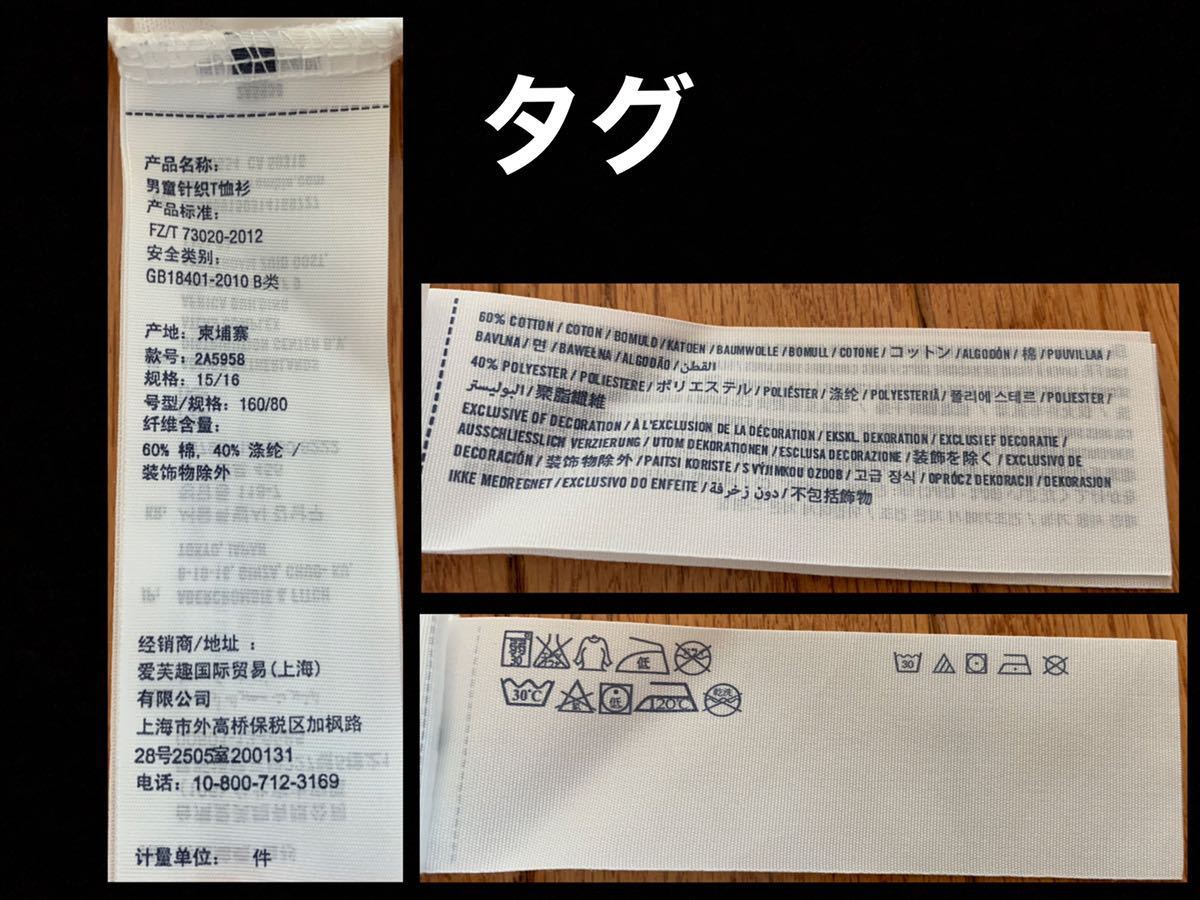 タグ
产品名称:
男童针织T恤衫
产品标准:
FZ/T 73020-2012
安全类别:
GB18401-2010 B类
产地: 柬埔寨
款号: 2A5958
规格: 15/16
号型/规格: 160/80
纤维含量:
60% 棉, 40% 涤纶 /
装饰物除外
经销商/地址 :
爱芙趣国际贸易(上海)
有限公司
上海市外高桥保税区加枫路
28号2505室200131
电话: 10-800-712-3169
计量单位: 件
60% COTTON / COTON / BOMULD / KATOEN / BAUMWOLLE / BOMULL / COTONE / コットン / ALGODÓN / 棉 / PUUVILLAA /
BAVLNA / 면 / BAWEŁNA / ALGODÃO / القطن
40% POLYESTER / POLIESTERE / ポリエステル / POLIÉSTER / 涤纶 / POLYESTERIÄ / 폴리에스테르 / POLIESTER /
البوليستر / 聚脂纖維
EXCLUSIVE OF DECORATION / À L'EXCLUSION DE LA DÉCORATION / EKSKL. DEKORATION / EXCLUSIEF DECORATIE /
AUSSCHLIESSLICH VERZIERUNG / UTOM DEKORATIONEN / ESCLUSA DECORAZIONE / 装飾を除く / EXCLUSIVO DE
DECORACIÓN / 装饰物除外 / PAITSI KORISTE / S VÝJIMKOU OZDOB / 고급 장식 / OPRÓCZ DEKORACJI / DEKORASJON
IKKE MEDREGNET / EXCLUSIVO DO ENFEITE / دون زخرفة / 不包括飾物
30 低
30℃ 低 120℃ 乾洗
30